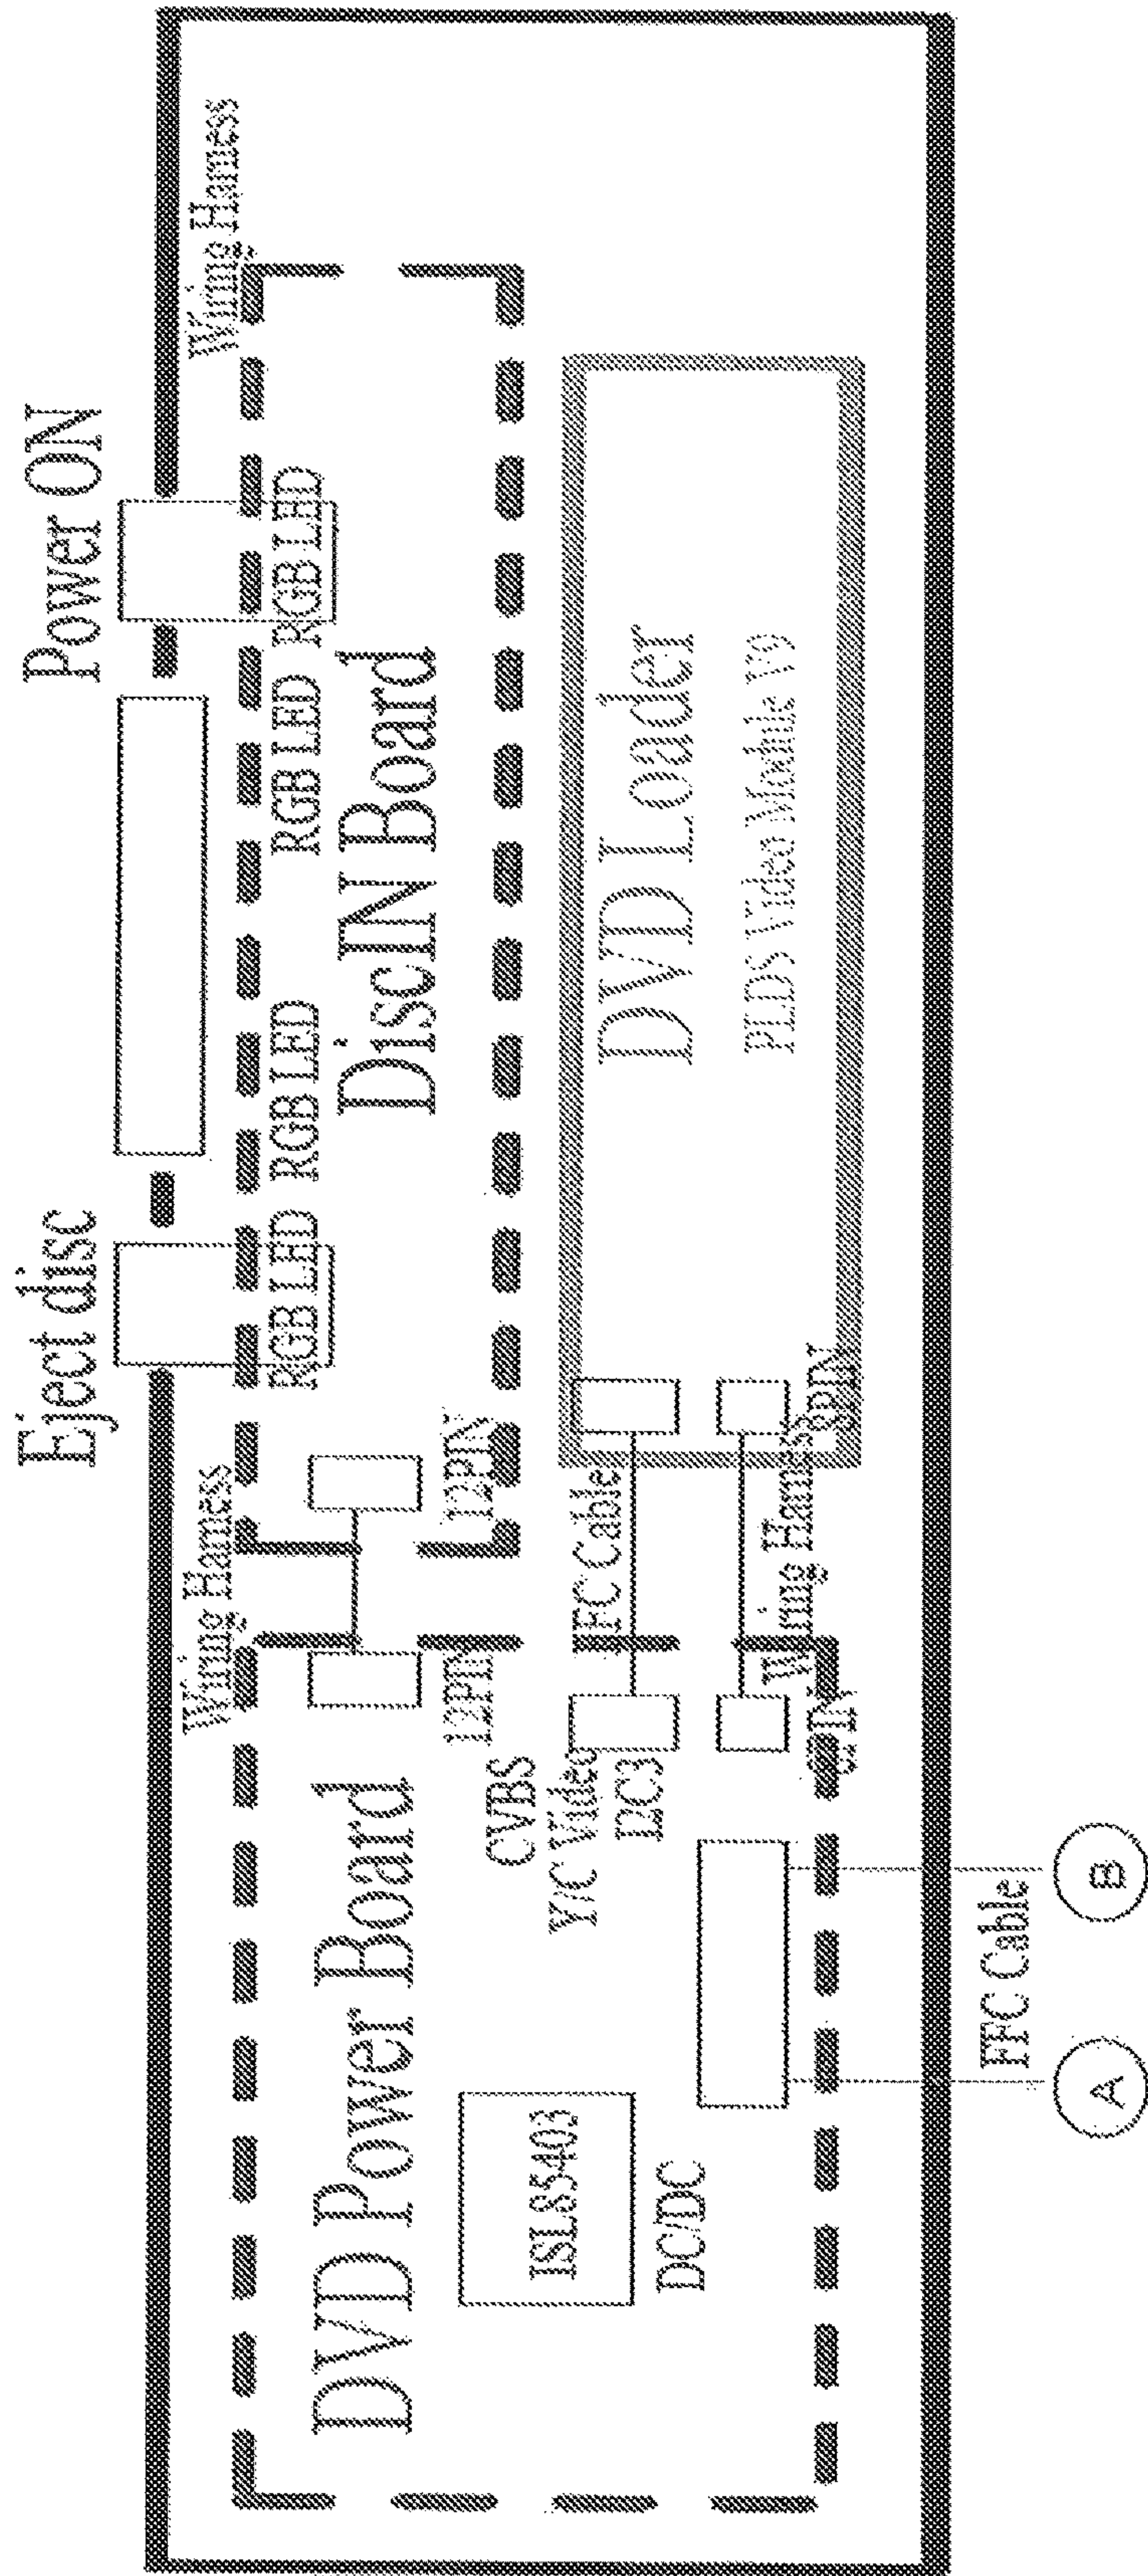 Eject disc
Power ON
Wiring Harness
Wiring Harness
RGB LED
RGB LED
RGB LED
RGB LED
DVD Power Board
DiscIN Board
12PIN
12PIN
CVBS
Y/C Video
I2C3
ISL85403
DC/DC
FFC Cable
DVD Loader
PLDS Video Module V9
Wiring Harness
FFC Cable
A
B